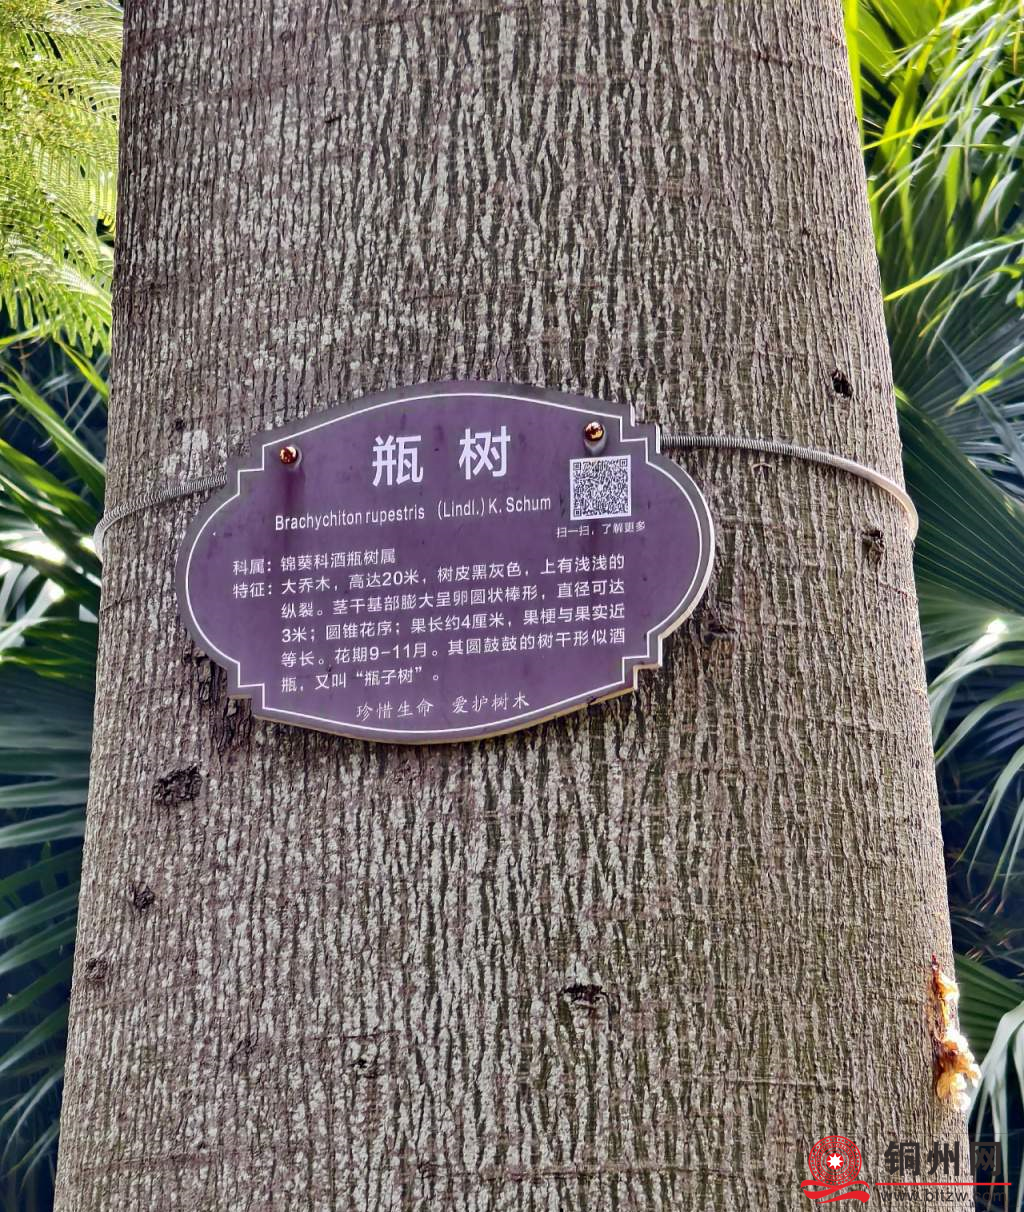 瓶 树
Brachychiton rupestris (Lindl.) K. Schum
扫一扫，了解更多
科属：锦葵科酒瓶树属
特征：大乔木，高达20米，树皮黑灰色，上有浅浅的
纵裂。茎干基部膨大呈卵圆状棒形，直径可达
3米；圆锥花序；果长约4厘米，果梗与果实近
等长。花期9-11月。其圆鼓鼓的树干形似酒
瓶，又叫“瓶子树”。
珍惜生命 爱护树木
铜州网
www.bttzw.com